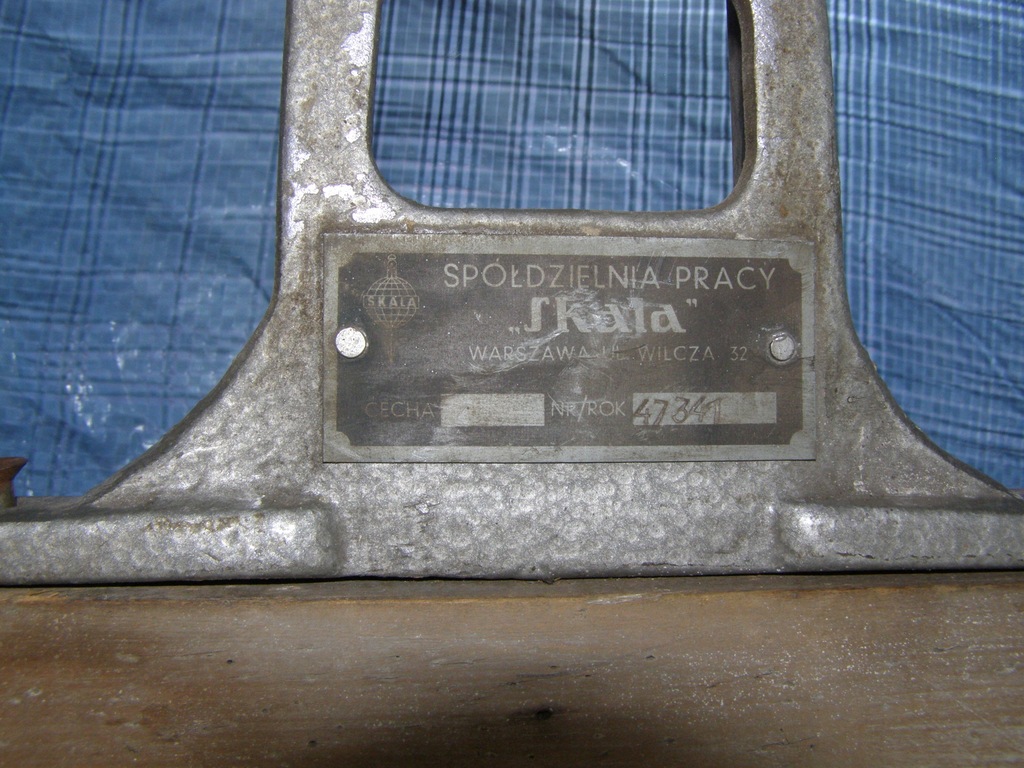 SKALA
SPÓŁDZIELNIA PRACY
„Skala"
WARSZAWA UL. WILCZA 32
CECHA NR/ROK 47341